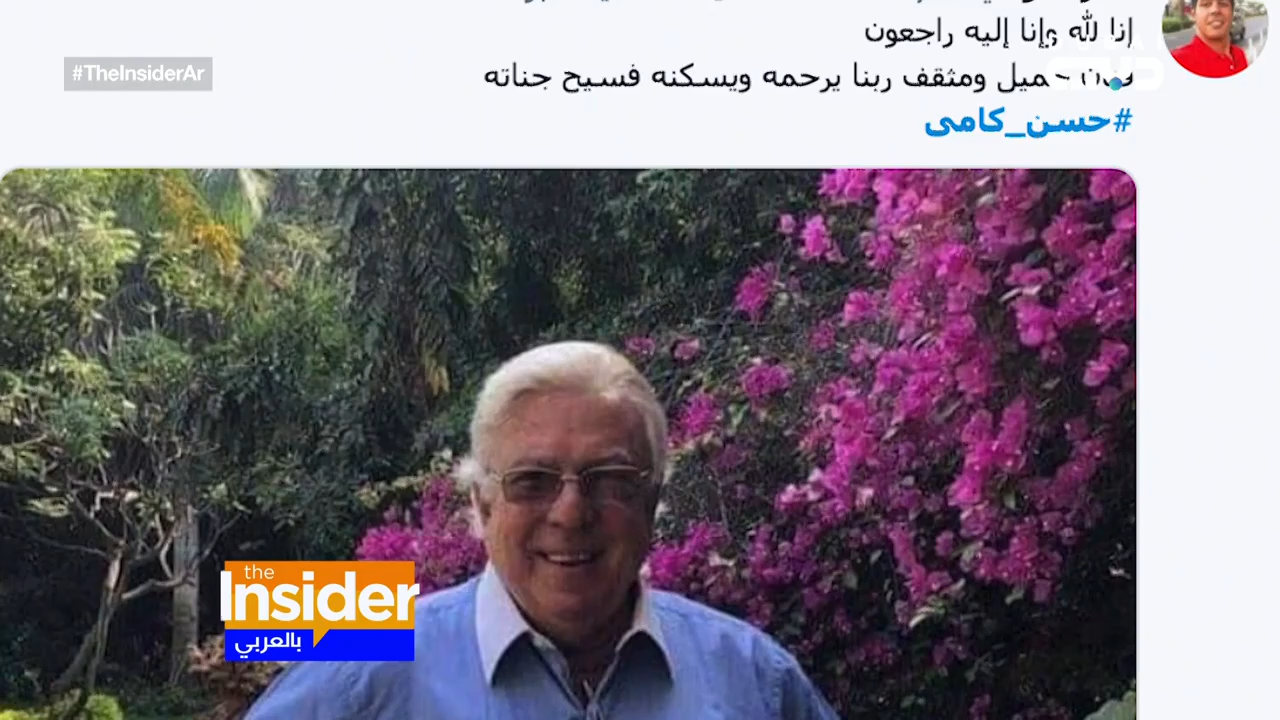 إنا لله وإنا إليه راجعون
جميل ومثقف ربنا يرحمه ويسكنه فسيح جناته
#حسن_كامى
#TheInsiderAr
the
Insider
بالعربي